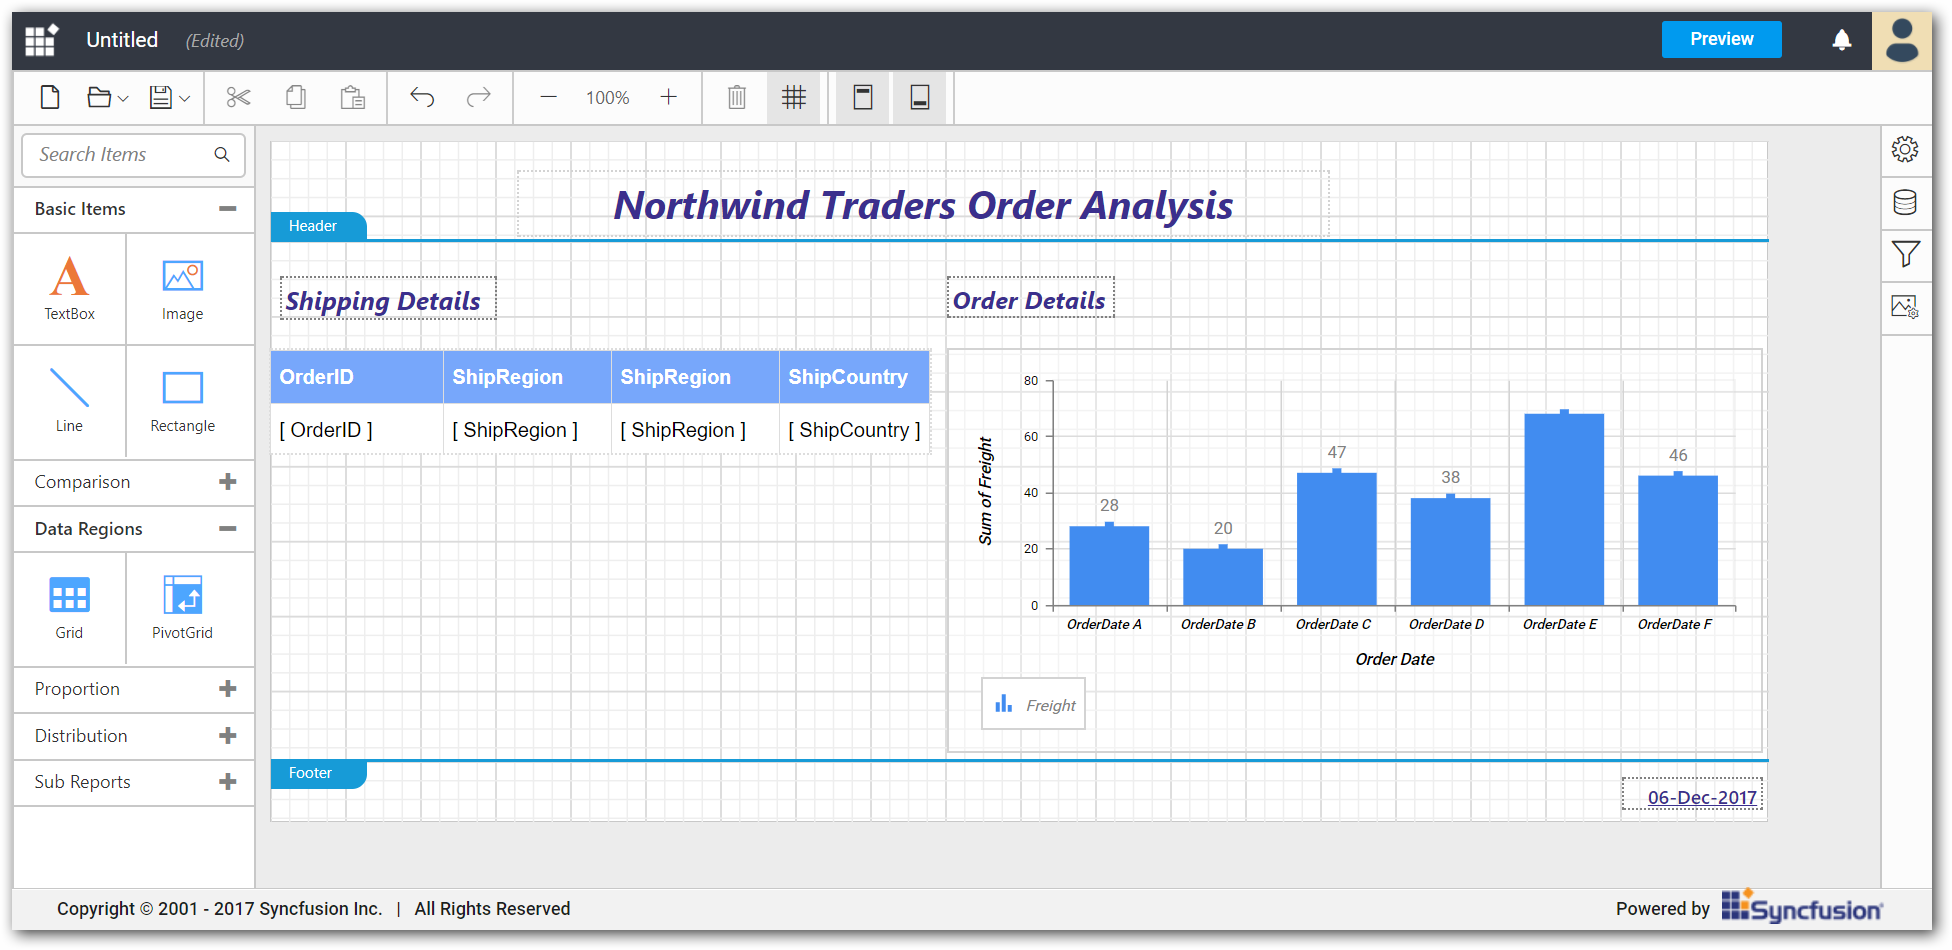 Untitled (Edited) Preview
100%
Search Items
Basic Items
TextBox Image
Line Rectangle
Comparison
Data Regions
Grid PivotGrid
Proportion
Distribution
Sub Reports
Northwind Traders Order Analysis
Header
Shipping Details
OrderID ShipRegion ShipRegion ShipCountry
[ OrderID ] [ ShipRegion ] [ ShipRegion ] [ ShipCountry ]
Order Details
Sum of Freight
80
60
40
20
0
28 20 47 38 46
OrderDate A OrderDate B OrderDate C OrderDate D OrderDate E OrderDate F
Order Date
Freight
Footer
06-Dec-2017
Copyright © 2001 - 2017 Syncfusion Inc. | All Rights Reserved
Powered by Syncfusion